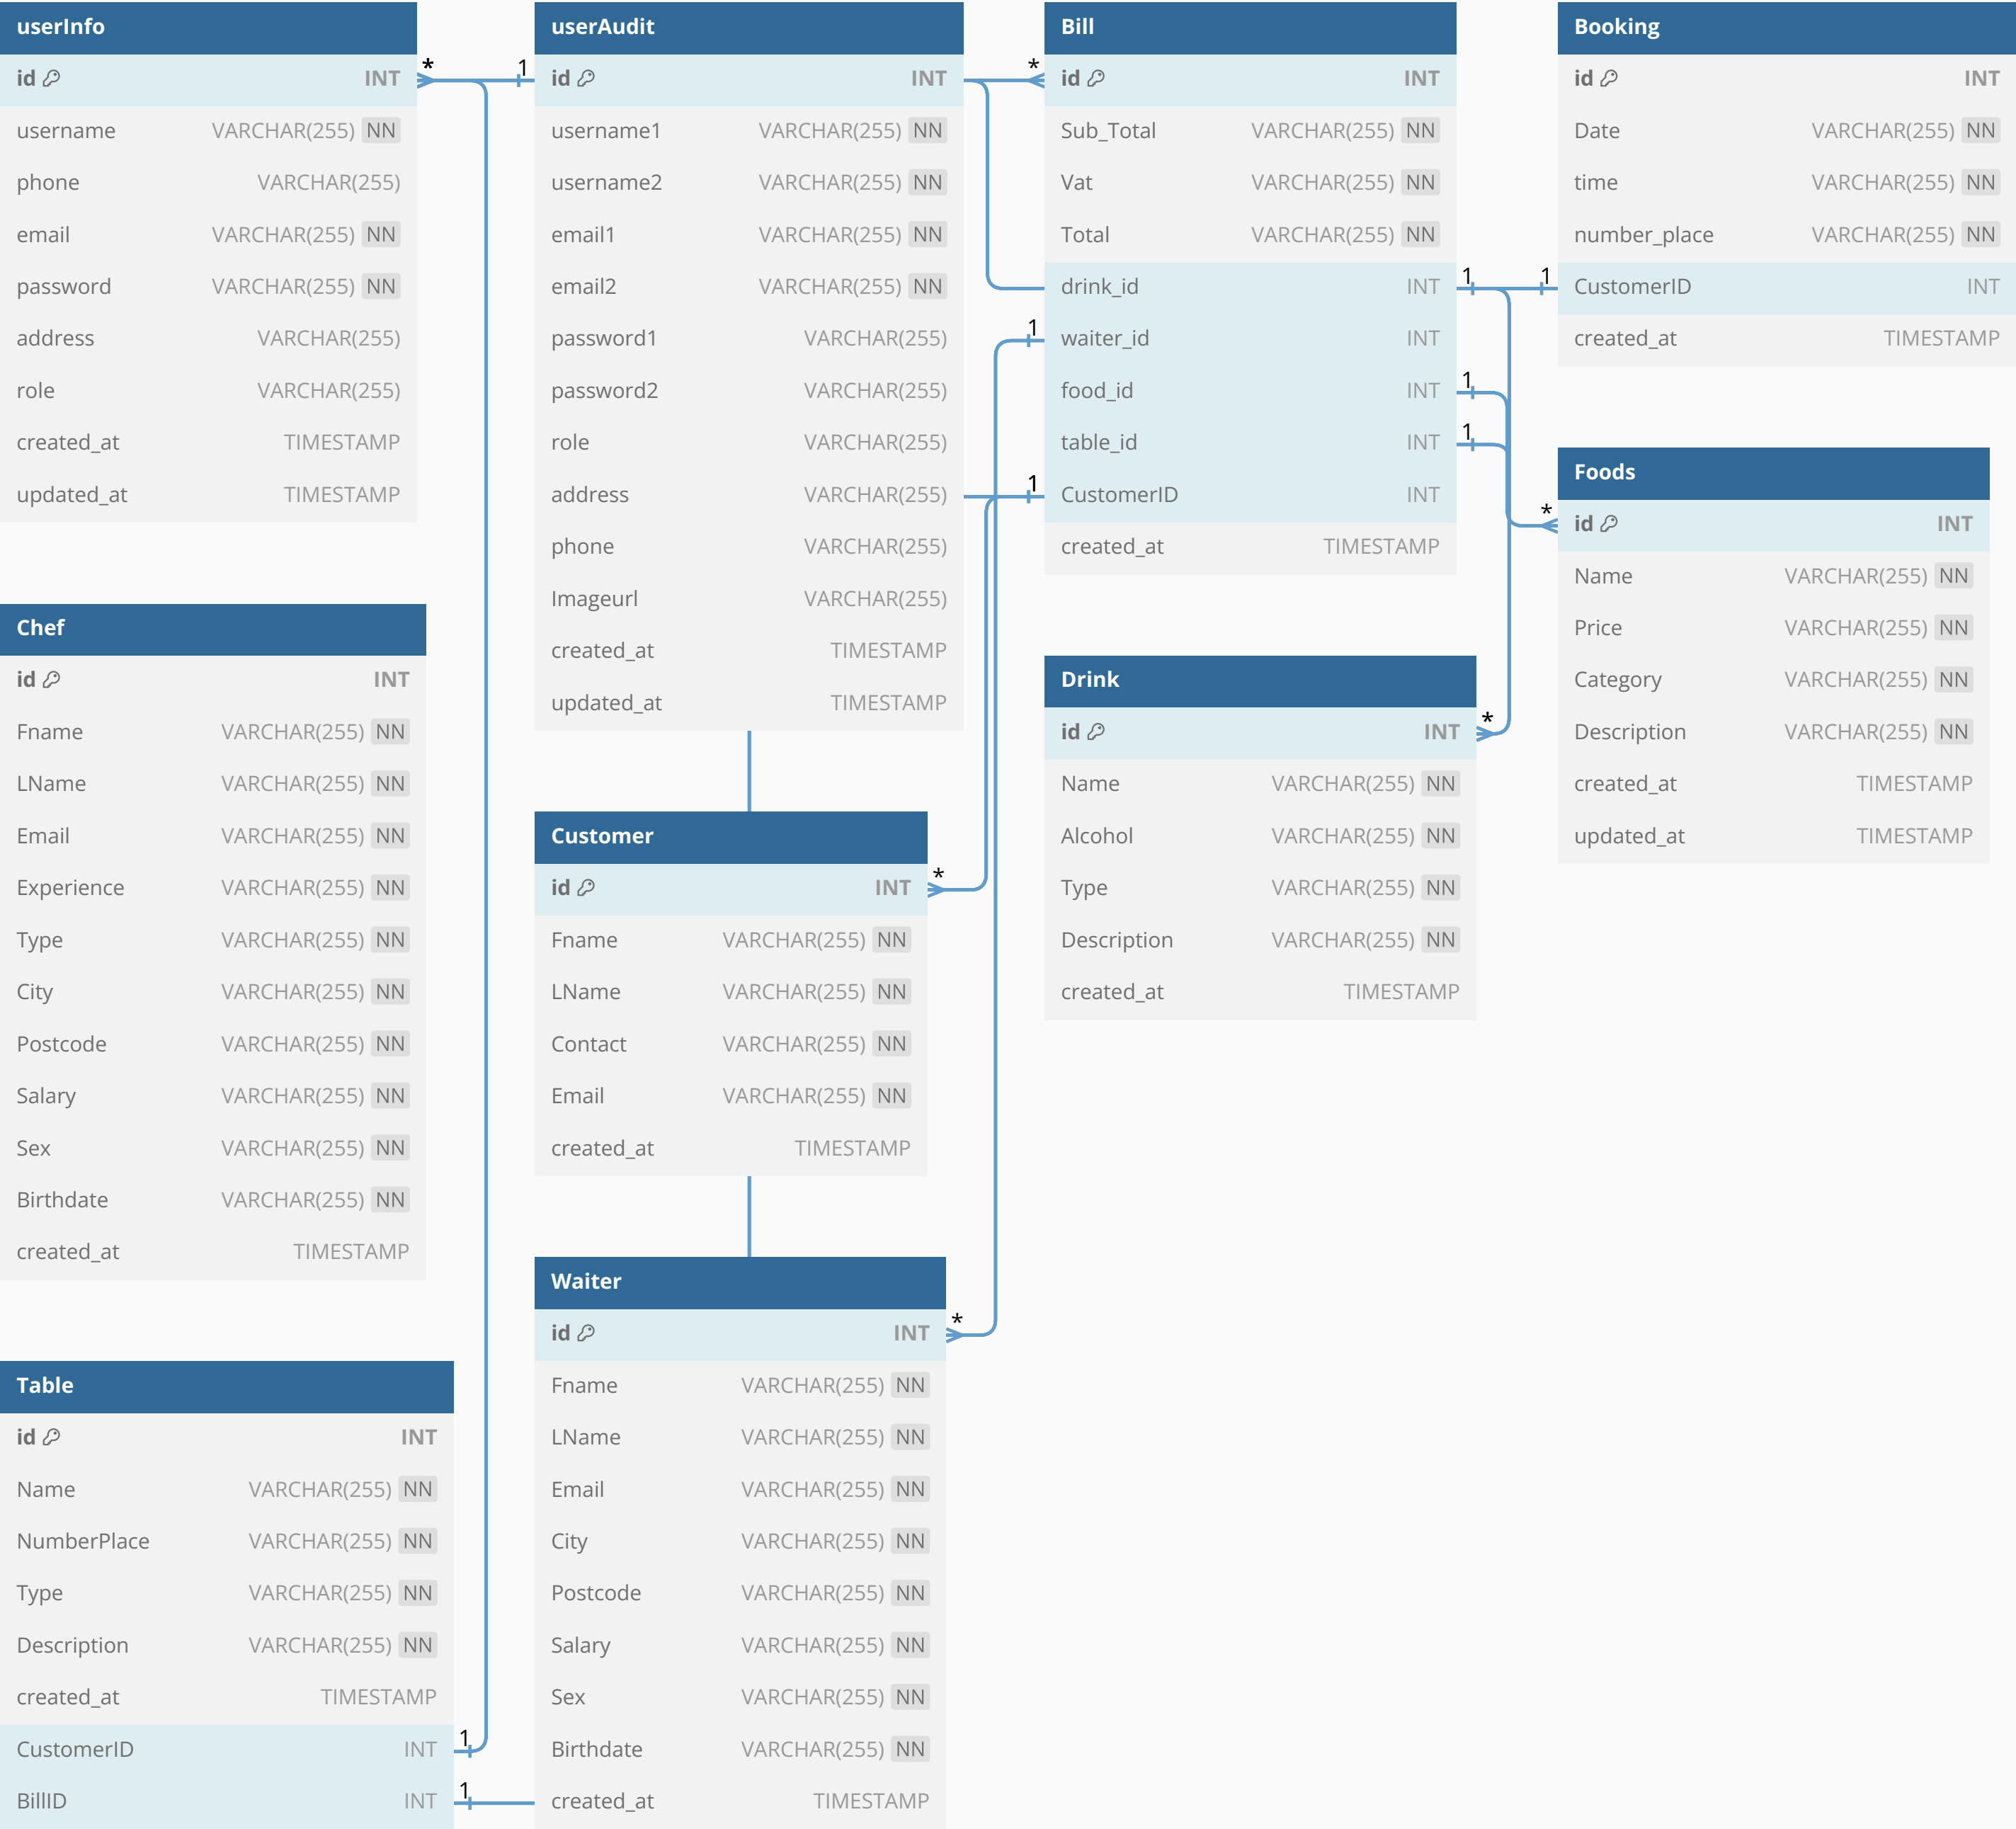 userInfo
id INT
username VARCHAR(255) NN
phone VARCHAR(255)
email VARCHAR(255) NN
password VARCHAR(255) NN
address VARCHAR(255)
role VARCHAR(255)
created_at TIMESTAMP
updated_at TIMESTAMP
* 1
userAudit
id INT
username1 VARCHAR(255) NN
username2 VARCHAR(255) NN
email1 VARCHAR(255) NN
email2 VARCHAR(255) NN
password1 VARCHAR(255)
password2 VARCHAR(255)
role VARCHAR(255)
address VARCHAR(255)
phone VARCHAR(255)
Imageurl VARCHAR(255)
created_at TIMESTAMP
updated_at TIMESTAMP
*
1
1
Bill
id INT
Sub_Total VARCHAR(255) NN
Vat VARCHAR(255) NN
Total VARCHAR(255) NN
drink_id INT
waiter_id INT
food_id INT
table_id INT
CustomerID INT
created_at TIMESTAMP
1 1
1
1
Booking
id INT
Date VARCHAR(255) NN
time VARCHAR(255) NN
number_place VARCHAR(255) NN
CustomerID INT
created_at TIMESTAMP
Foods
*
id INT
Name VARCHAR(255) NN
Price VARCHAR(255) NN
Category VARCHAR(255) NN
Description VARCHAR(255) NN
created_at TIMESTAMP
updated_at TIMESTAMP
Chef
id INT
Fname VARCHAR(255) NN
LName VARCHAR(255) NN
Email VARCHAR(255) NN
Experience VARCHAR(255) NN
Type VARCHAR(255) NN
City VARCHAR(255) NN
Postcode VARCHAR(255) NN
Salary VARCHAR(255) NN
Sex VARCHAR(255) NN
Birthdate VARCHAR(255) NN
created_at TIMESTAMP
Customer
id INT
*
Fname VARCHAR(255) NN
LName VARCHAR(255) NN
Contact VARCHAR(255) NN
Email VARCHAR(255) NN
created_at TIMESTAMP
Drink
id INT
*
Name VARCHAR(255) NN
Alcohol VARCHAR(255) NN
Type VARCHAR(255) NN
Description VARCHAR(255) NN
created_at TIMESTAMP
Table
id INT
Name VARCHAR(255) NN
NumberPlace VARCHAR(255) NN
Type VARCHAR(255) NN
Description VARCHAR(255) NN
created_at TIMESTAMP
CustomerID INT
1
BillID INT
1
Waiter
id INT
*
Fname VARCHAR(255) NN
LName VARCHAR(255) NN
Email VARCHAR(255) NN
City VARCHAR(255) NN
Postcode VARCHAR(255) NN
Salary VARCHAR(255) NN
Sex VARCHAR(255) NN
Birthdate VARCHAR(255) NN
created_at TIMESTAMP